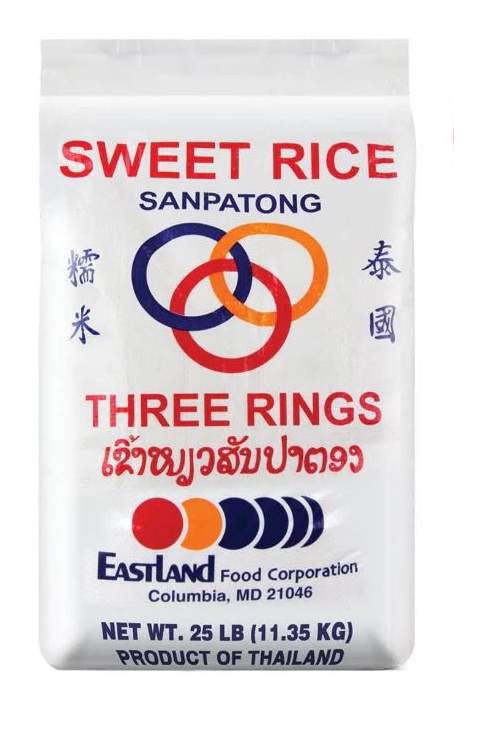 SWEET RICE
SANPATONG
糯米
泰國
THREE RINGS
ເຂົ້າໜຽວສັນປາຕອງ
EASTLAND Food Corporation
Columbia, MD 21046
NET WT. 25 LB (11.35 KG)
PRODUCT OF THAILAND